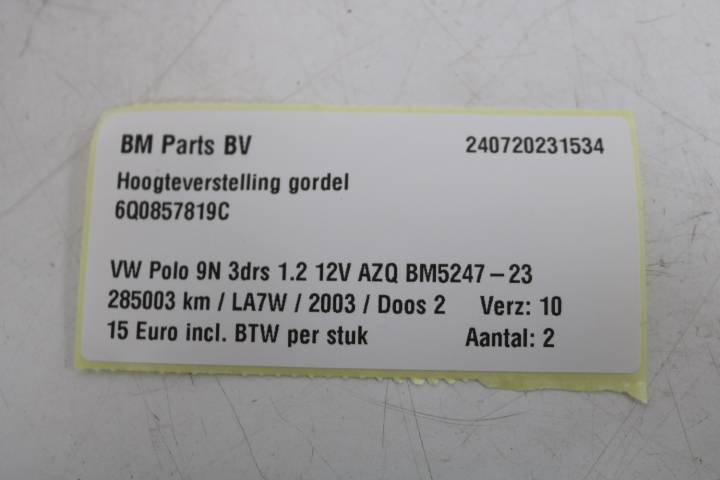 BM Parts BV 240720231534
Hoogteverstelling gordel
6Q0857819C
VW Polo 9N 3drs 1.2 12V AZQ BM5247-23
285003 km / LA7W / 2003 / Doos 2 Verz: 10
15 Euro incl. BTW per stuk Aantal: 2